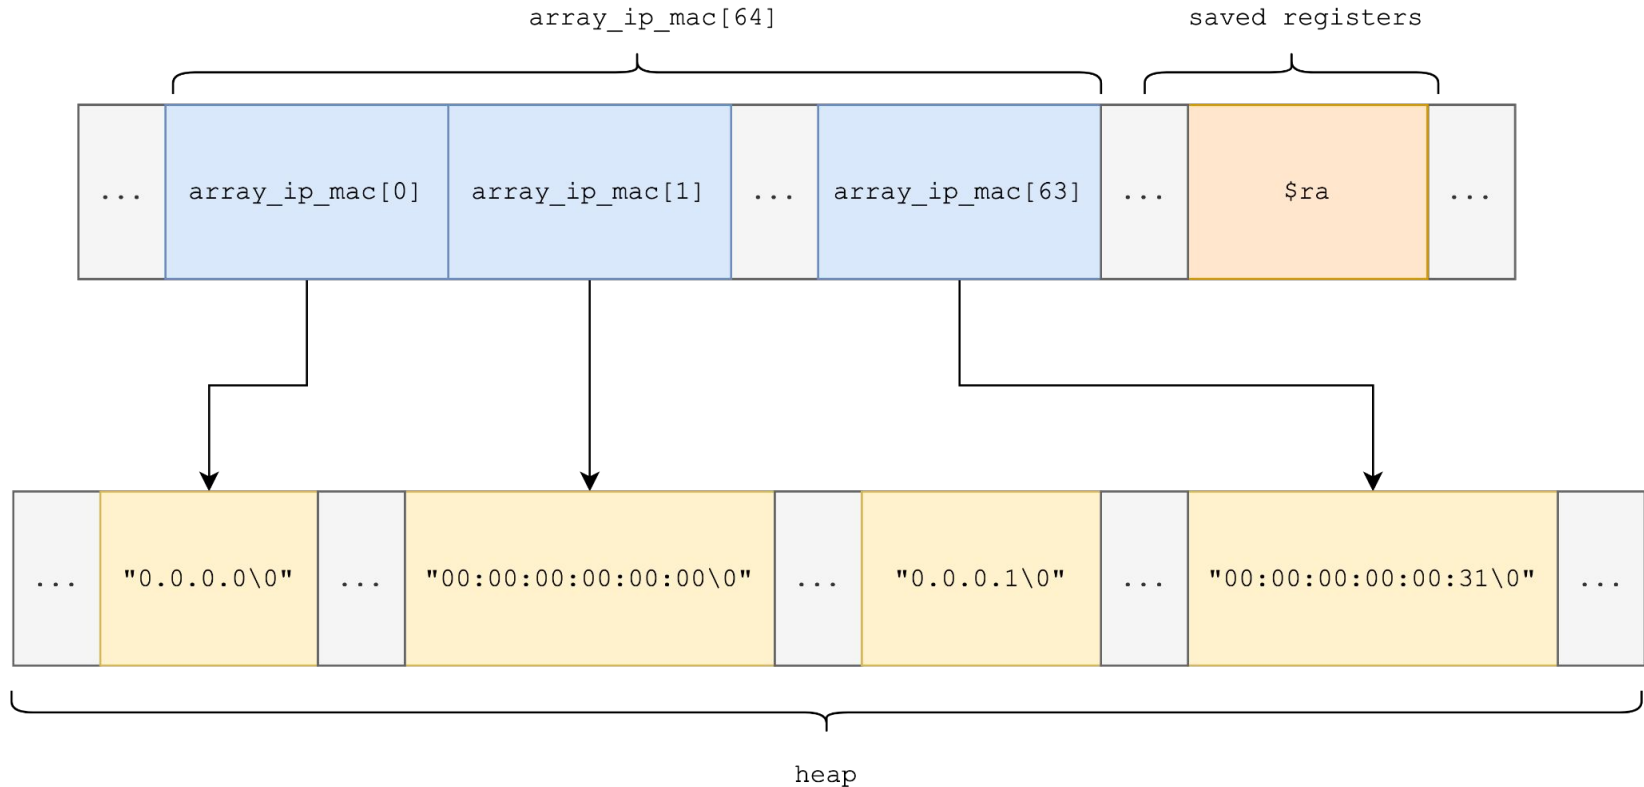 array_ip_mac[64] saved registers
... array_ip_mac[0] array_ip_mac[1] ... array_ip_mac[63] ... $ra ...
... "0.0.0.0\0" ... "00:00:00:00:00:00\0" ... "0.0.0.1\0" ... "00:00:00:00:00:31\0" ...
heap